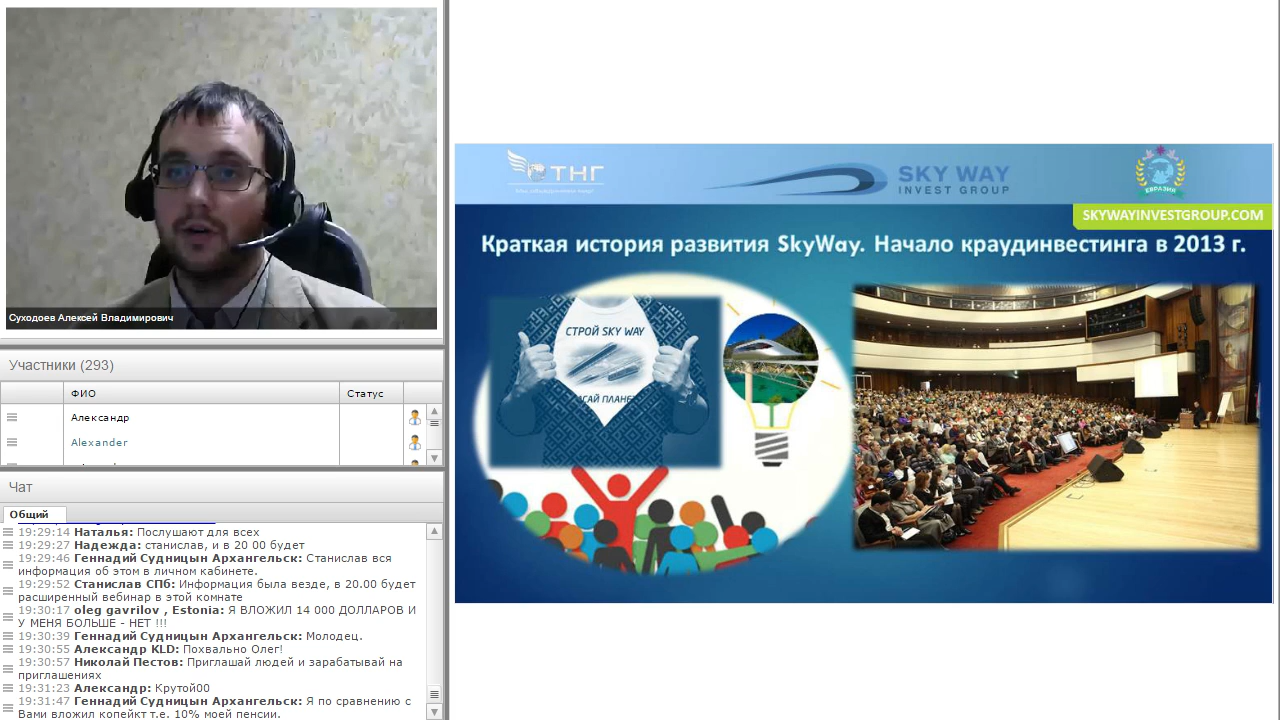 Суходоев Алексей Владимирович
Участники (293)
ФИО
Статус
Александр
Alexander
Чат
Общий
19:29:14 Наталья: Послушают для всех
19:29:27 Надежда: станислав, и в 20 00 будет
19:29:46 Геннадий Судницын Архангельск: Станислав вся
информация об этом в личном кабинете.
19:29:52 Станислав СПб: Информация была везде, в 20.00 будет
расширенный вебинар в этой комнате
19:30:17 oleg gavrilov , Estonia: Я ВЛОЖИЛ 14 000 ДОЛЛАРОВ И
У МЕНЯ БОЛЬШЕ - НЕТ !!!
19:30:39 Геннадий Судницын Архангельск: Молодец.
19:30:55 Александр KLD: Похвально Олег!
19:30:57 Николай Пестов: Приглашай людей и зарабатывай на
приглашениях
19:31:23 Александр: Крутой00
19:31:47 Геннадий Судницын Архангельск: Я по сравнению с
Вами вложил копейкт т.е. 10% моей пенсии.
ТНГ
SKY WAY
INVEST GROUP
ЕВРАЗИЯ
SKYWAYINVESTGROUP.COM
Краткая история развития SkyWay. Начало краудинвестинга в 2013 г.
СТРОЙ SKY WAY
АСАЙ ПЛАНЕ